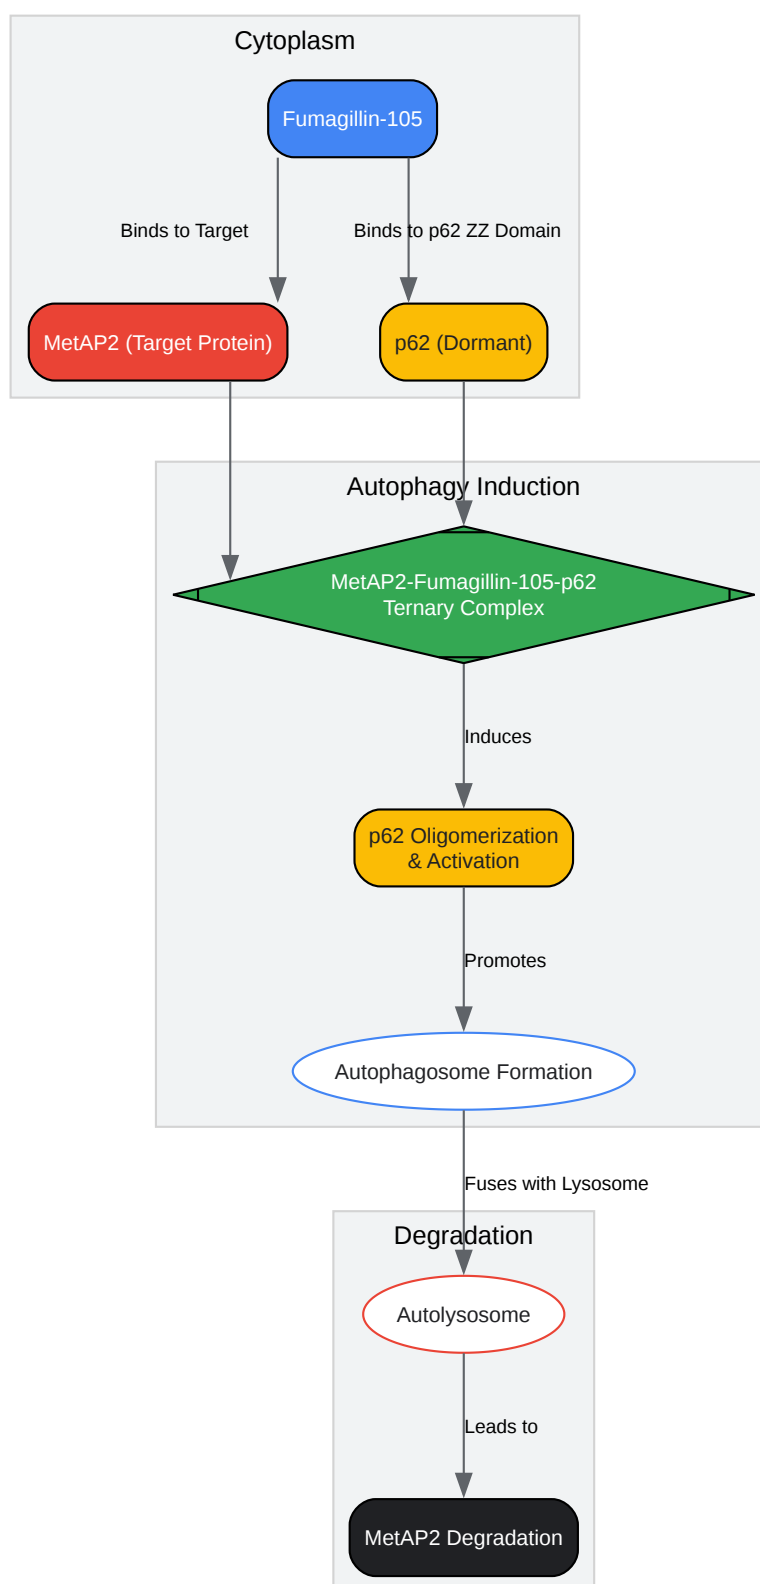 Cytoplasm
Fumagillin-105
Binds to Target
Binds to p62 ZZ Domain
MetAP2 (Target Protein)
p62 (Dormant)
Autophagy Induction
MetAP2-Fumagillin-105-p62
Ternary Complex
Induces
p62 Oligomerization
& Activation
Promotes
Autophagosome Formation
Fuses with Lysosome
Degradation
Autolysosome
Leads to
MetAP2 Degradation